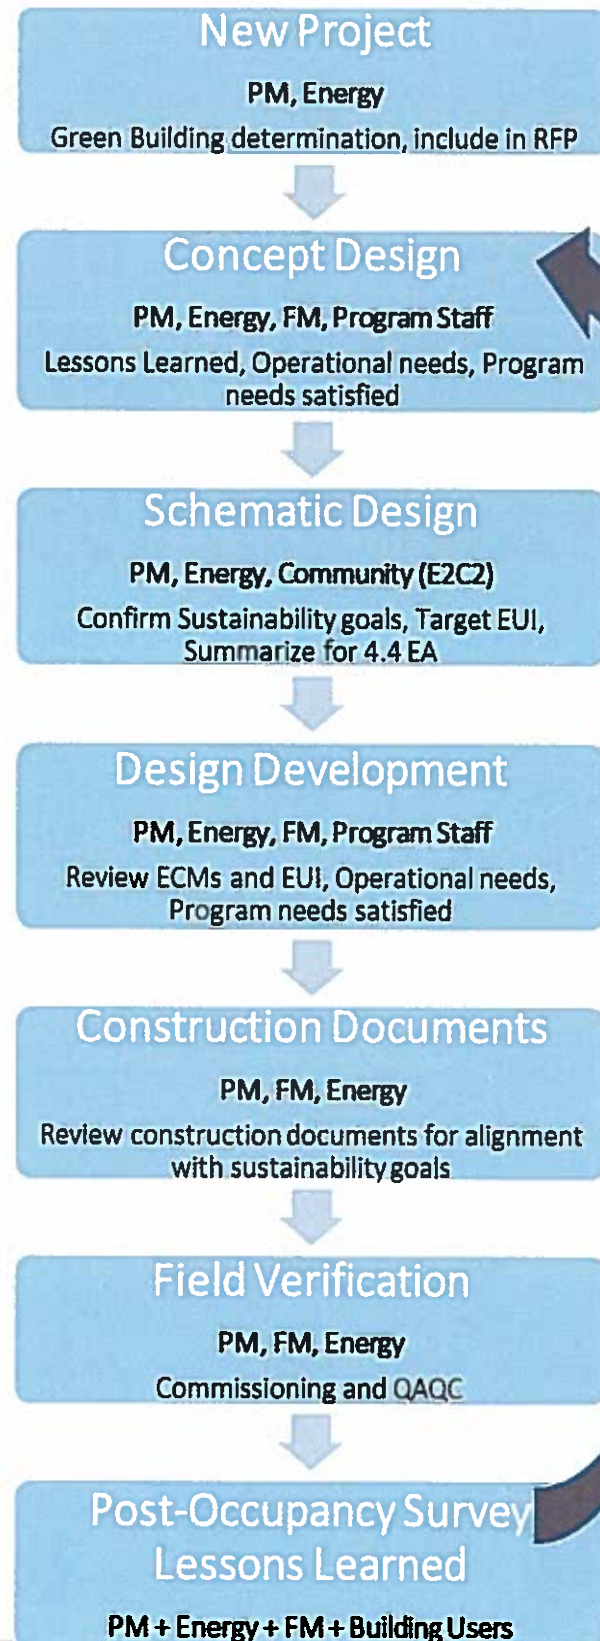 New Project
PM, Energy
Green Building determination, include in RFP
Concept Design
PM, Energy, FM, Program Staff
Lessons Learned, Operational needs, Program
needs satisfied
Schematic Design
PM, Energy, Community (E2C2)
Confirm Sustainability goals, Target EUI,
Summarize for 4.4 EA
Design Development
PM, Energy, FM, Program Staff
Review ECMs and EUI, Operational needs,
Program needs satisfied
Construction Documents
PM, FM, Energy
Review construction documents for alignment
with sustainability goals
Field Verification
PM, FM, Energy
Commissioning and QAQC
Post-Occupancy Survey
Lessons Learned
PM + Energy + FM + Building Users